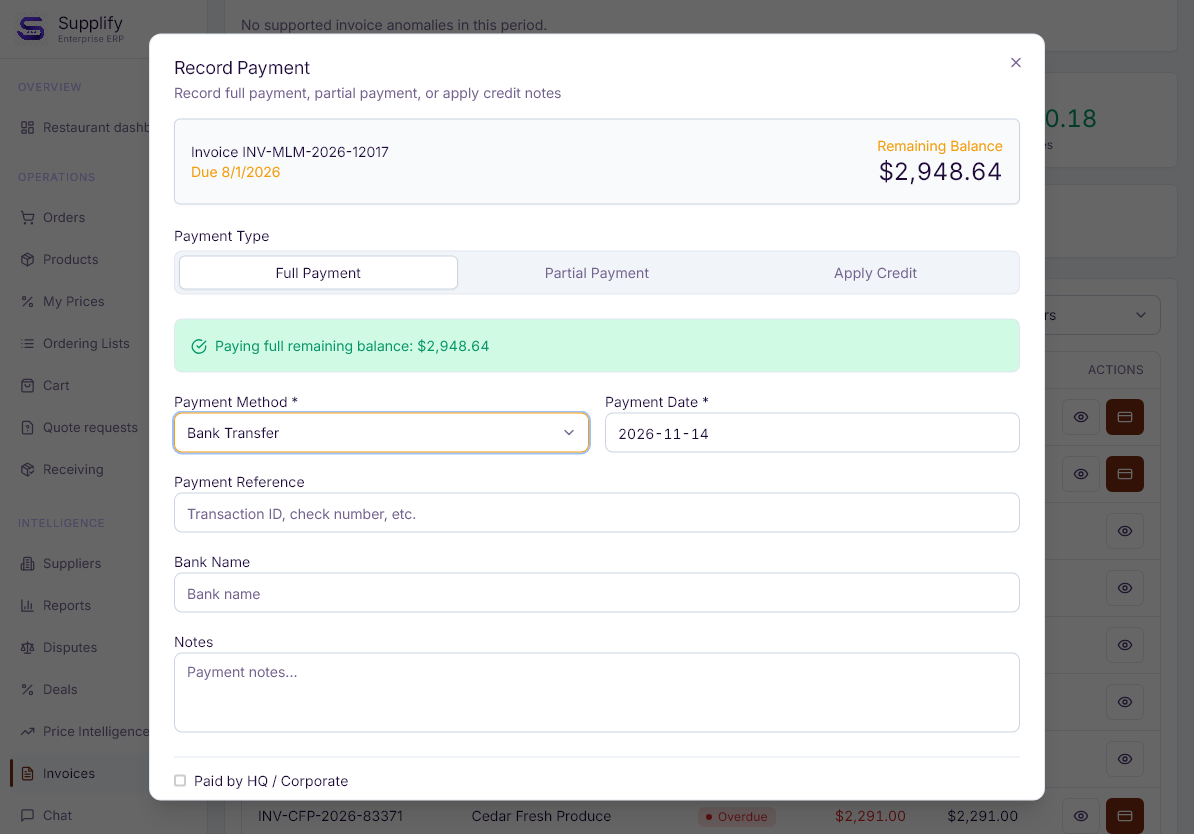 Supplify
Enterprise ERP
No supported invoice anomalies in this period.
OVERVIEW
Restaurant dashb
OPERATIONS
Orders
Products
My Prices
Ordering Lists
Cart
Quote requests
Receiving
INTELLIGENCE
Suppliers
Reports
Disputes
Deals
Price Intelligence
Invoices
Chat
Record Payment
Record full payment, partial payment, or apply credit notes
Invoice INV-MLM-2026-12017
Due 8/1/2026
Remaining Balance
$2,948.64
Payment Type
Full Payment
Partial Payment
Apply Credit
Paying full remaining balance: $2,948.64
Payment Method *
Bank Transfer
Payment Date *
2026-11-14
Payment Reference
Transaction ID, check number, etc.
Bank Name
Bank name
Notes
Payment notes...
Paid by HQ / Corporate
0.18
es
rs
ACTIONS
INV-CFP-2026-83371
Cedar Fresh Produce
Overdue
$2,291.00
$2,291.00